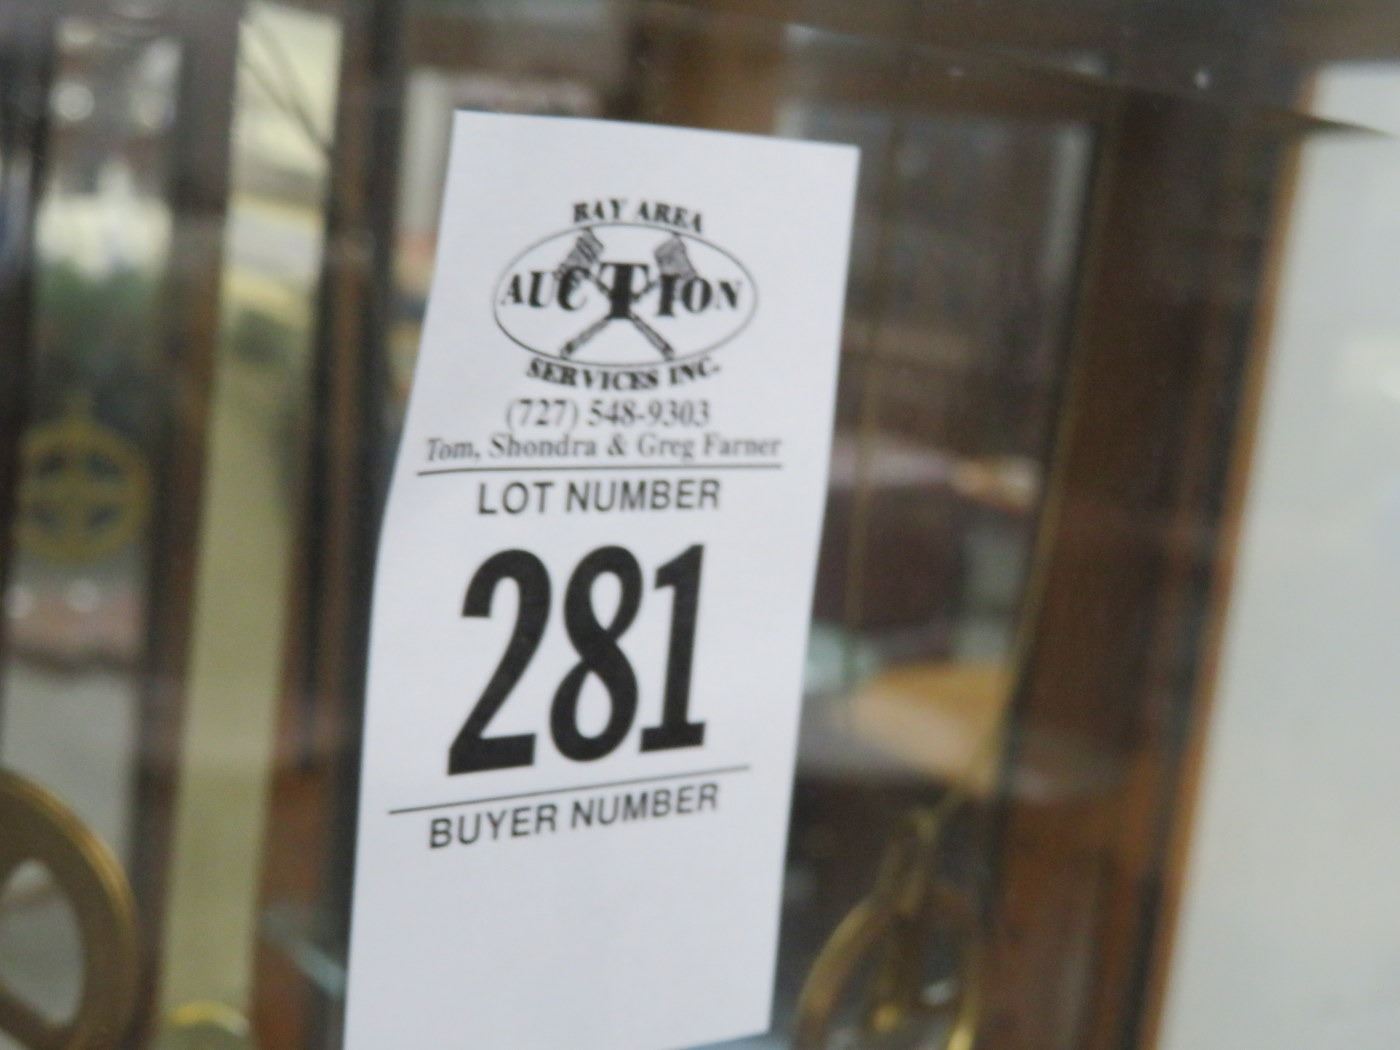 BAY AREA
AUCTION
SERVICES INC.
(727) 548-9303
Tom, Shondra & Greg Farner
LOT NUMBER
281
BUYER NUMBER